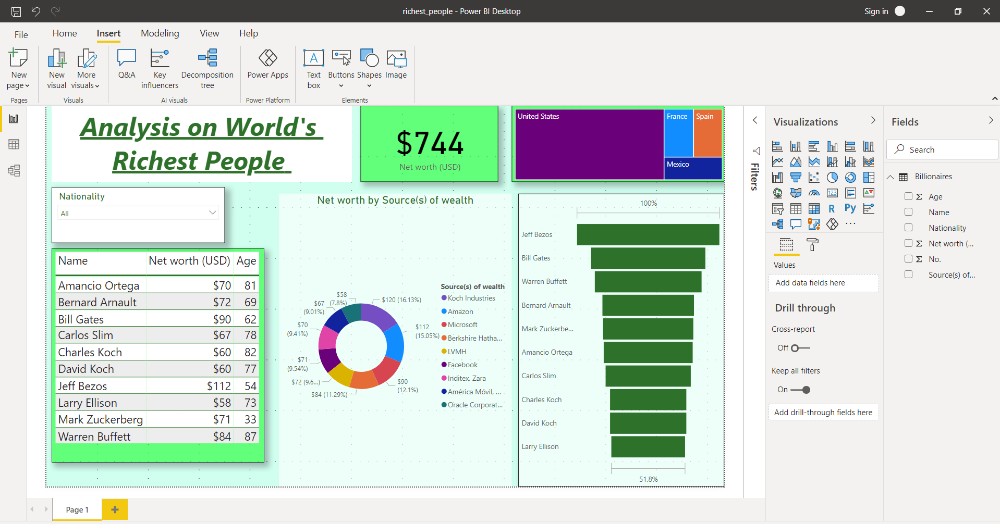 richest_people - Power BI Desktop
Sign in
File
Home
Insert
Modeling
View
Help
New
page
New
visual
More
visuals
Q&A
Key
influencers
Decomposition
tree
Power Apps
Text
box
Buttons
Shapes
Image
Pages
Visuals
AI visuals
Power Platform
Elements
Analysis on World's
Richest People
$744
Net worth (USD)
United States
France
Spain
Mexico
Nationality
All
Name Net worth (USD) Age
Amancio Ortega $70 81
Bernard Arnault $72 69
Bill Gates $90 62
Carlos Slim $67 78
Charles Koch $60 82
David Koch $60 77
Jeff Bezos $112 54
Larry Ellison $58 73
Mark Zuckerberg $71 33
Warren Buffett $84 87
Net worth by Source(s) of wealth
$120 (16.13%)
$112
(15.05%)
$90
(12.1%)
$84 (11.29%)
$72 (9.6...)
$71
(9.54%)
$70
(9.41%)
$67
(9.01%)
$58
(7.8%)
Source(s) of wealth
Koch Industries
Amazon
Microsoft
Berkshire Hatha...
LVMH
Facebook
Inditex, Zara
América Móvil, ...
Oracle Corporat...
100%
Jeff Bezos
Bill Gates
Warren Buffett
Bernard Arnault
Mark Zuckerbe...
Amancio Ortega
Carlos Slim
Charles Koch
David Koch
Larry Ellison
51.8%
Filters
Visualizations
123
R
Py
...
Values
Add data fields here
Drill through
Cross-report
Off
Keep all filters
On
Add drill-through fields here
Fields
Search
Billionaires
Σ Age
Name
Nationality
Σ Net worth (...
Σ No.
Source(s) of...
Page 1